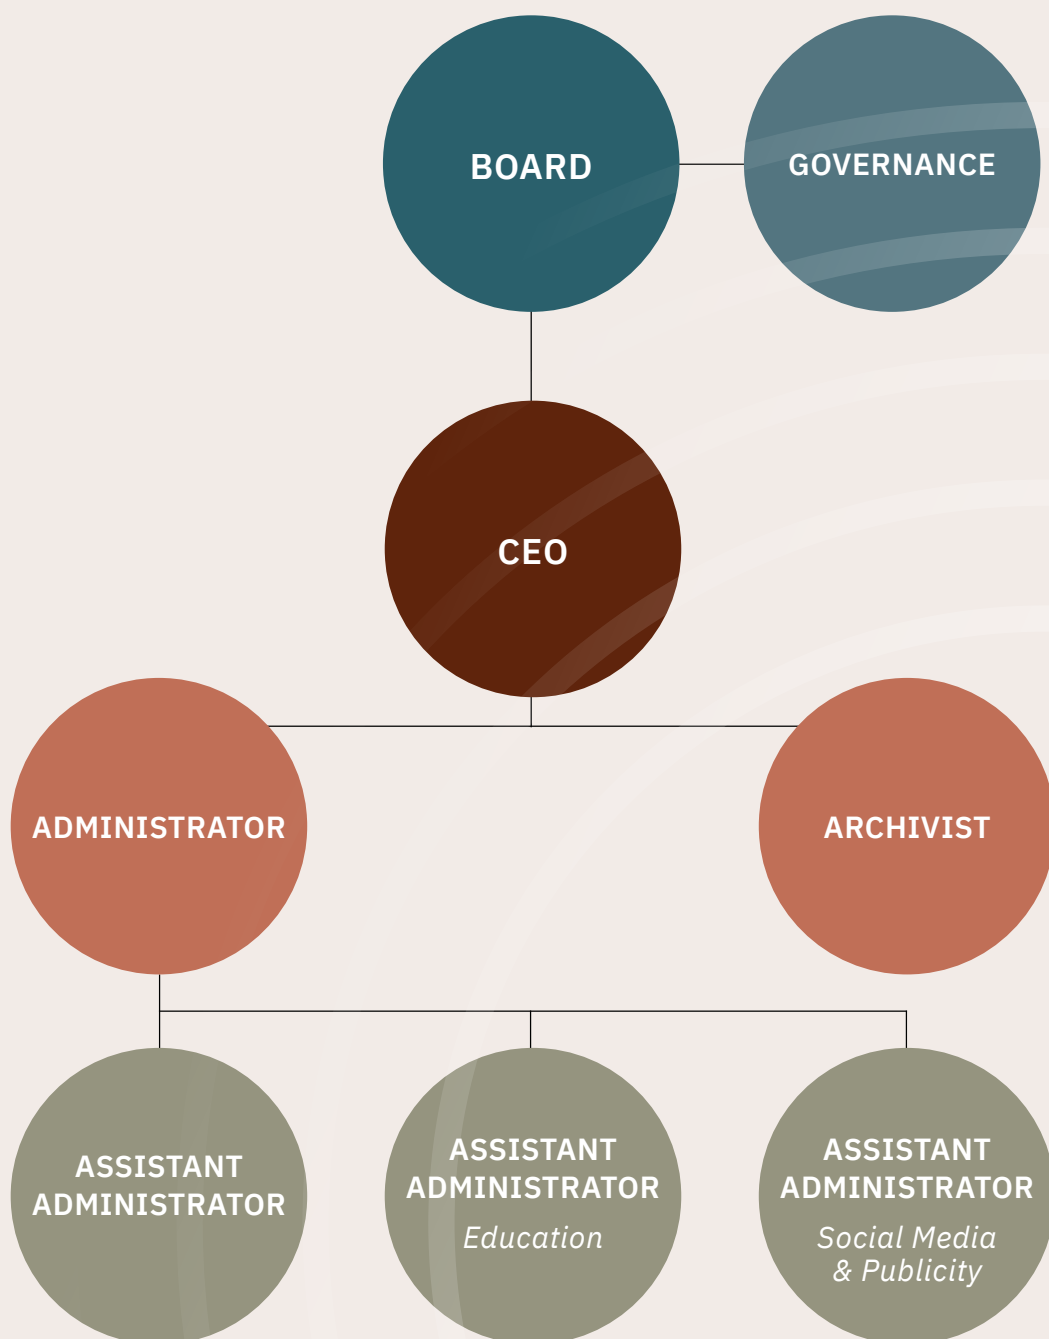 BOARD
GOVERNANCE
CEO
ADMINISTRATOR
ARCHIVIST
ASSISTANT
ADMINISTRATOR
ASSISTANT
ADMINISTRATOR
Education
ASSISTANT
ADMINISTRATOR
Social Media
& Publicity